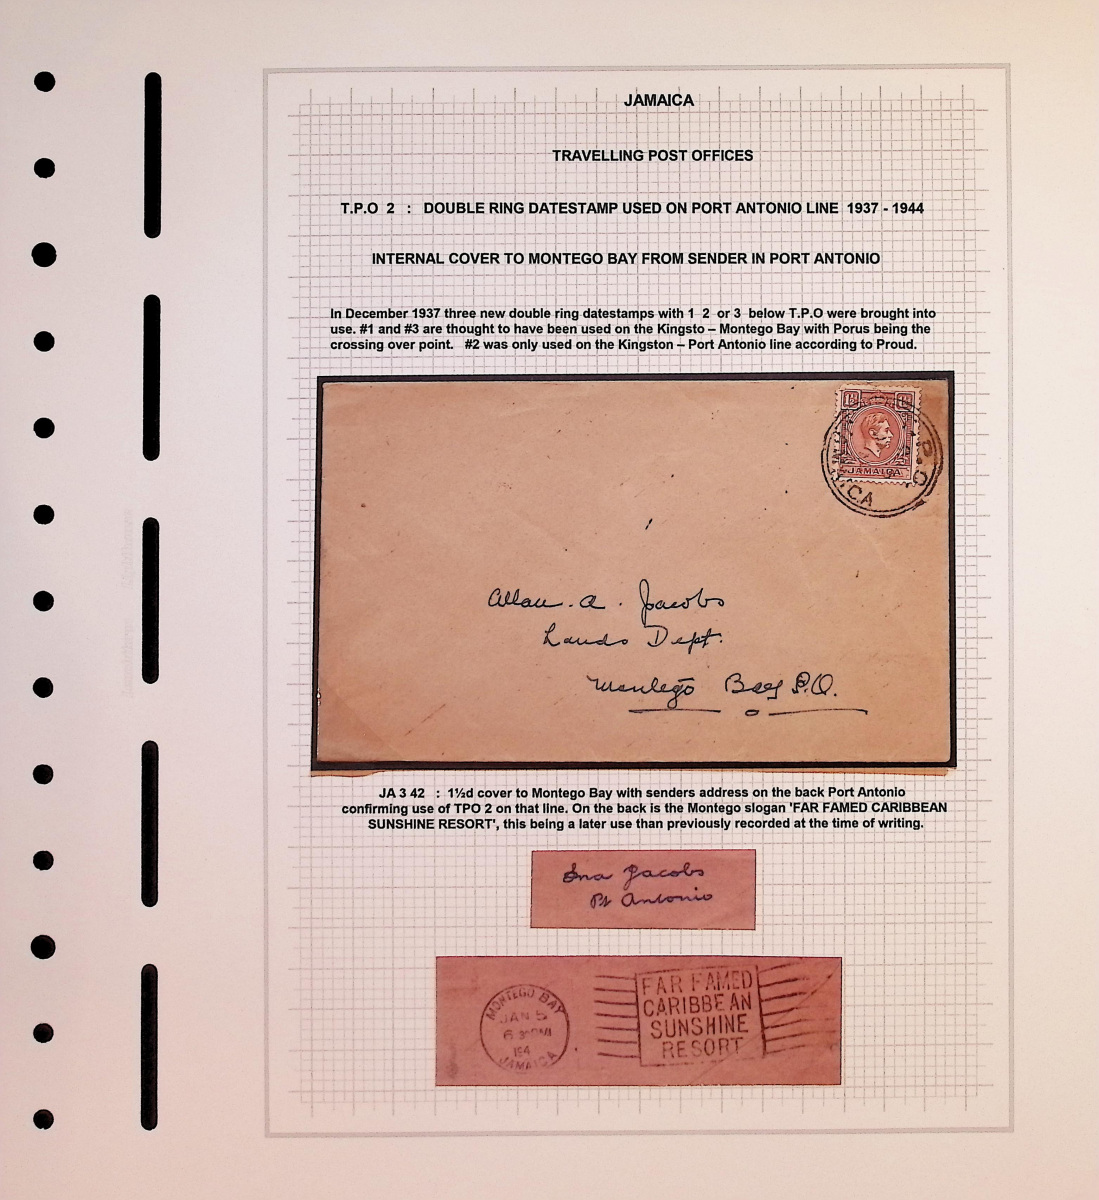 JAMAICA
TRAVELLING POST OFFICES
T.P.O 2 : DOUBLE RING DATESTAMP USED ON PORT ANTONIO LINE 1937 - 1944
INTERNAL COVER TO MONTEGO BAY FROM SENDER IN PORT ANTONIO
In December 1937 three new double ring datestamps with 1 2 or 3 below T.P.O were brought into
use. #1 and #3 are thought to have been used on the Kingsto – Montego Bay with Porus being the
crossing over point. #2 was only used on the Kingston – Port Antonio line according to Proud.
JAMAICA
Allan . A . Jacobs
Lands Dept.
Montego Bay P.O.
JA 3 42 : 1½d cover to Montego Bay with senders address on the back Port Antonio
confirming use of TPO 2 on that line. On the back is the Montego slogan 'FAR FAMED CARIBBEAN
SUNSHINE RESORT', this being a later use than previously recorded at the time of writing.
Ina Jacobs
Pt Antonio
MONTEGO BAY
JAN 5
194
JAMAICA
FAR FAMED
CARIBBEAN
SUNSHINE
RESORT